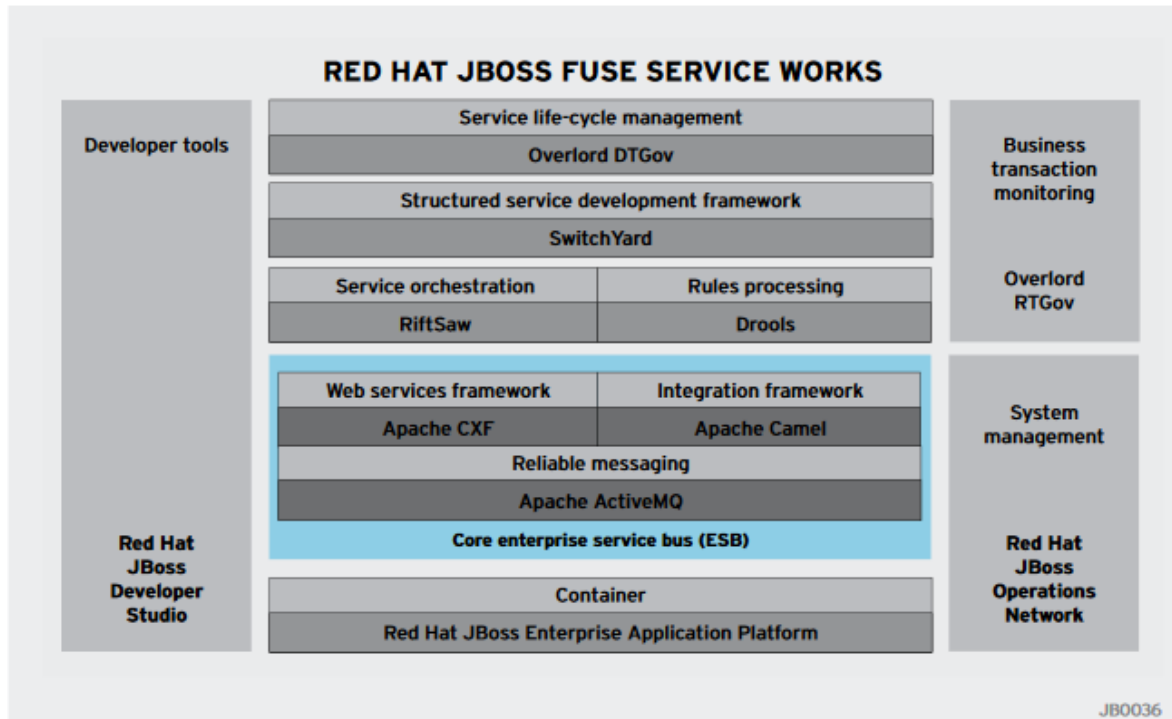 RED HAT JBOSS FUSE SERVICE WORKS
Developer tools
Red Hat
JBoss
Developer
Studio
Service life-cycle management
Overlord DTGov
Structured service development framework
SwitchYard
Service orchestration
Rules processing
RiftSaw
Drools
Web services framework
Integration framework
Apache CXF
Apache Camel
Reliable messaging
Apache ActiveMQ
Core enterprise service bus (ESB)
Container
Red Hat JBoss Enterprise Application Platform
Business
transaction
monitoring
Overlord
RTGov
System
management
Red Hat
JBoss
Operations
Network
JB0036